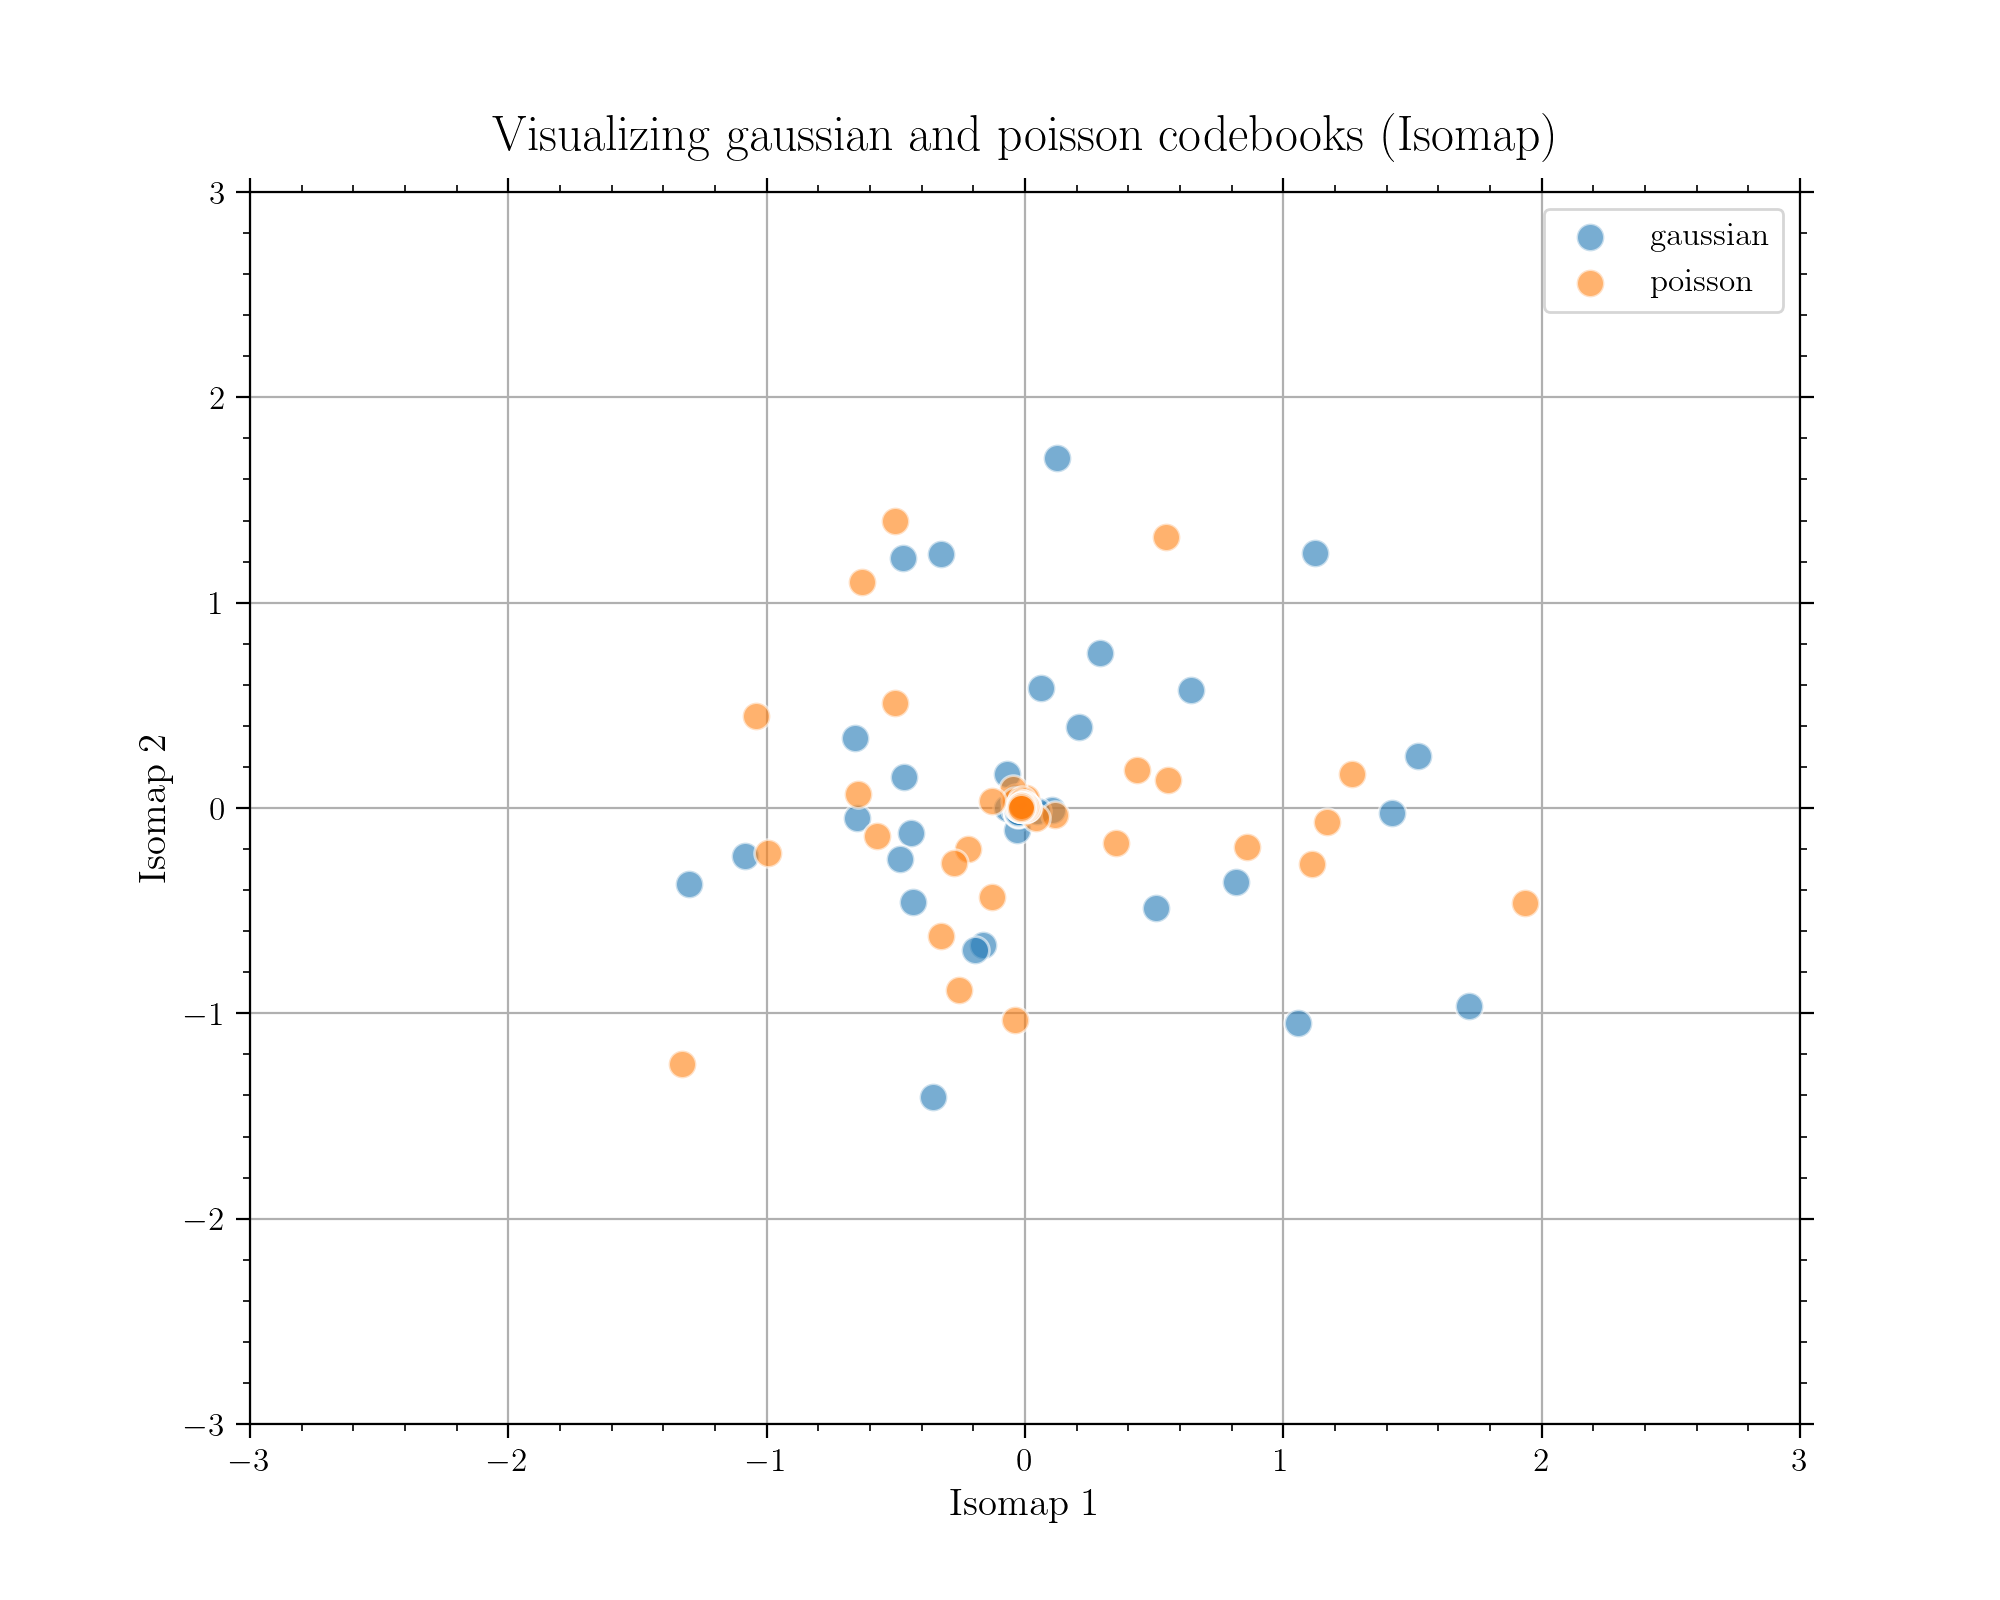 Visualizing gaussian and poisson codebooks (Isomap)
gaussian
poisson
3
2
1
0
−1
−2
−3
Isomap 2
−3 −2 −1 0 1 2 3
Isomap 1